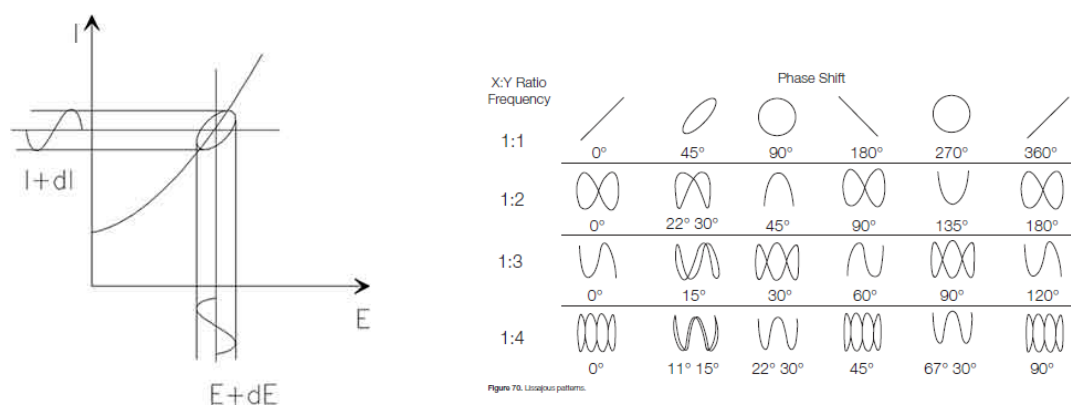 I
I+dI
E
E+dE
X:Y Ratio
Frequency
Phase Shift
1:1
0° 45° 90° 180° 270° 360°
1:2
0° 22° 30° 45° 90° 135° 180°
1:3
0° 15° 30° 60° 90° 120°
1:4
0° 11° 15° 22° 30° 45° 67° 30° 90°
Figure 70. Lissajous patterns.